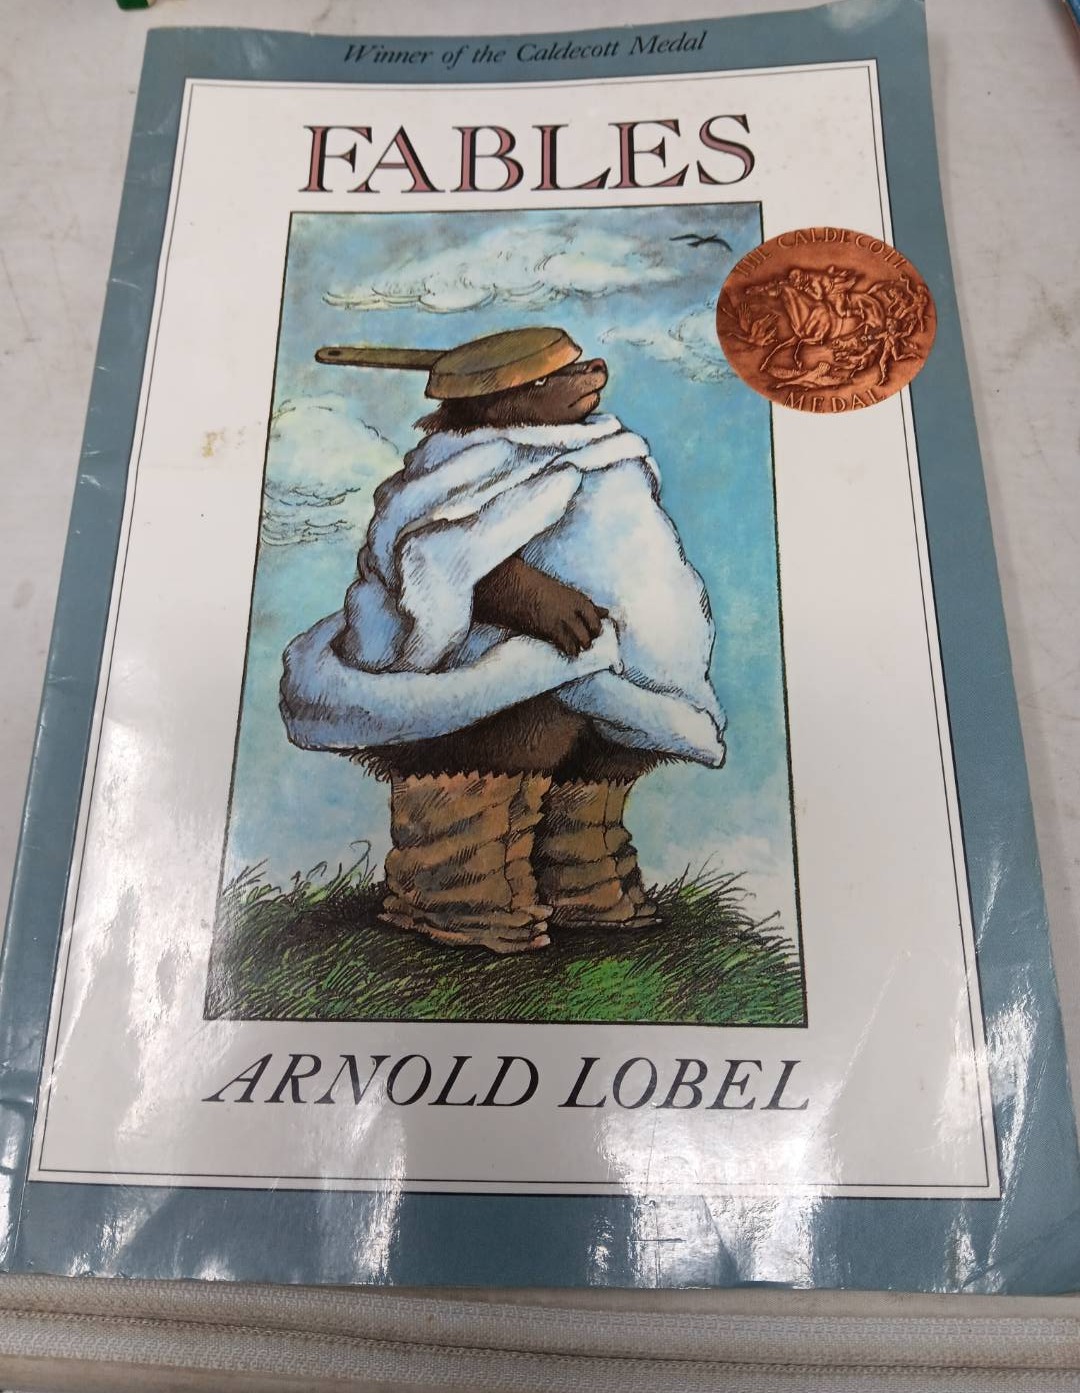 Winner of the Caldecott Medal
FABLES
THE CALDECOTT
MEDAL
ARNOLD LOBEL